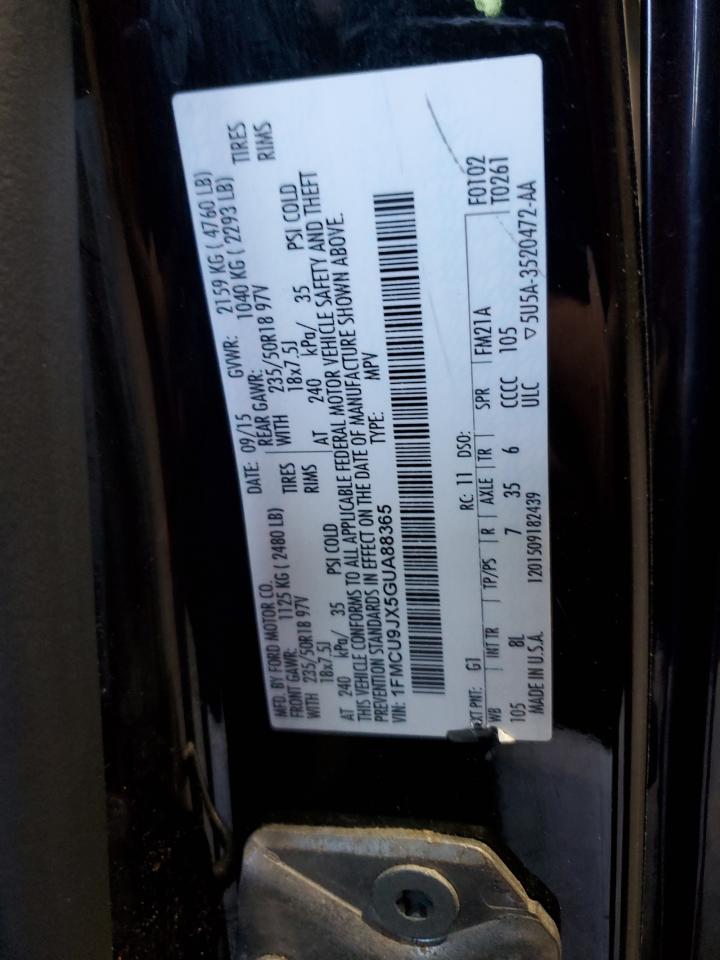 MFD. BY FORD MOTOR CO. DATE: 09/15 GVWR: 2159 KG ( 4760 LB)
FRONT GAWR: 1125 KG ( 2480 LB) REAR GAWR: 1040 KG ( 2293 LB)
WITH 235/50R18 97V TIRES WITH 235/50R18 97V TIRES
18x7.5J RIMS 18x7.5J RIMS
AT 240 kPa/ 35 PSI COLD AT 240 kPa/ 35 PSI COLD
THIS VEHICLE CONFORMS TO ALL APPLICABLE FEDERAL MOTOR VEHICLE SAFETY AND THEFT
PREVENTION STANDARDS IN EFFECT ON THE DATE OF MANUFACTURE SHOWN ABOVE.
VIN: 1FMCU9JX5GUA88365 TYPE: MPV
F0102
T0261
EXT PNT: G1 RC: 11 DSO: FM21A
WB INT TR TP/PS R AXLE TR SPR
105 8L 7 35 6 CCCC 105
MADE IN U.S.A. 1201509182439 ULC ▽5U5A-3520472-AA